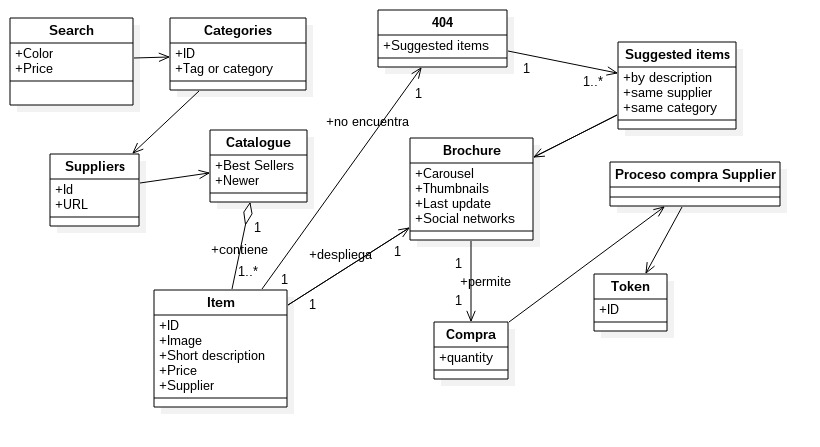 Search
+Color
+Price
Categories
+ID
+Tag or category
404
+Suggested items
1
1..*
Suggested items
+by description
+same supplier
+same category
+no encuentra
1
Suppliers
+Id
+URL
Catalogue
+Best Sellers
+Newer
1
+contiene
1..*
Brochure
+Carousel
+Thumbnails
+Last update
+Social networks
Proceso compra Supplier
+despliega
1
1
1
Item
+ID
+Image
+Short description
+Price
+Supplier
1
+permite
1
Compra
+quantity
Token
+ID